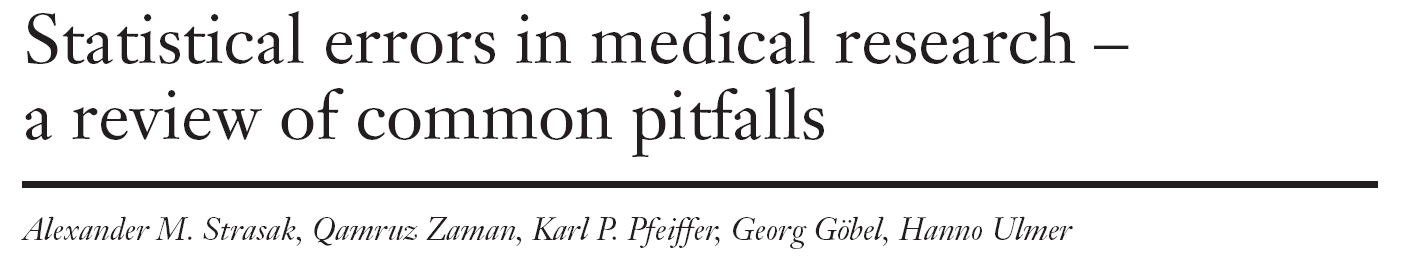 Statistical errors in medical research –
a review of common pitfalls
Alexander M. Strasak, Qamruz Zaman, Karl P. Pfeiffer, Georg Göbel, Hanno Ulmer